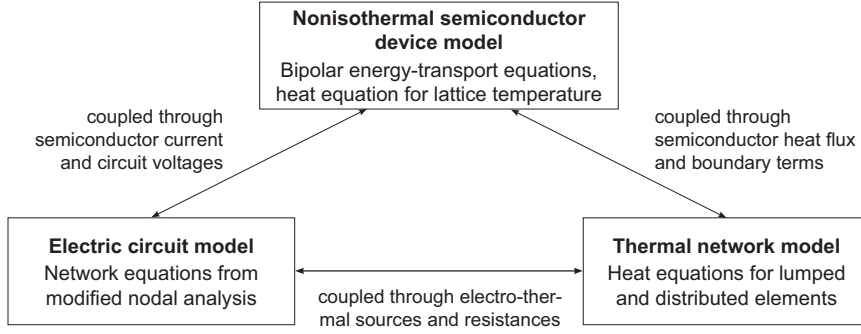 Nonisothermal semiconductor
device model
Bipolar energy-transport equations,
heat equation for lattice temperature
coupled through
semiconductor current
and circuit voltages
coupled through
semiconductor heat flux
and boundary terms
Electric circuit model
Network equations from
modified nodal analysis
Thermal network model
Heat equations for lumped
and distributed elements
coupled through electro-ther-
mal sources and resistances